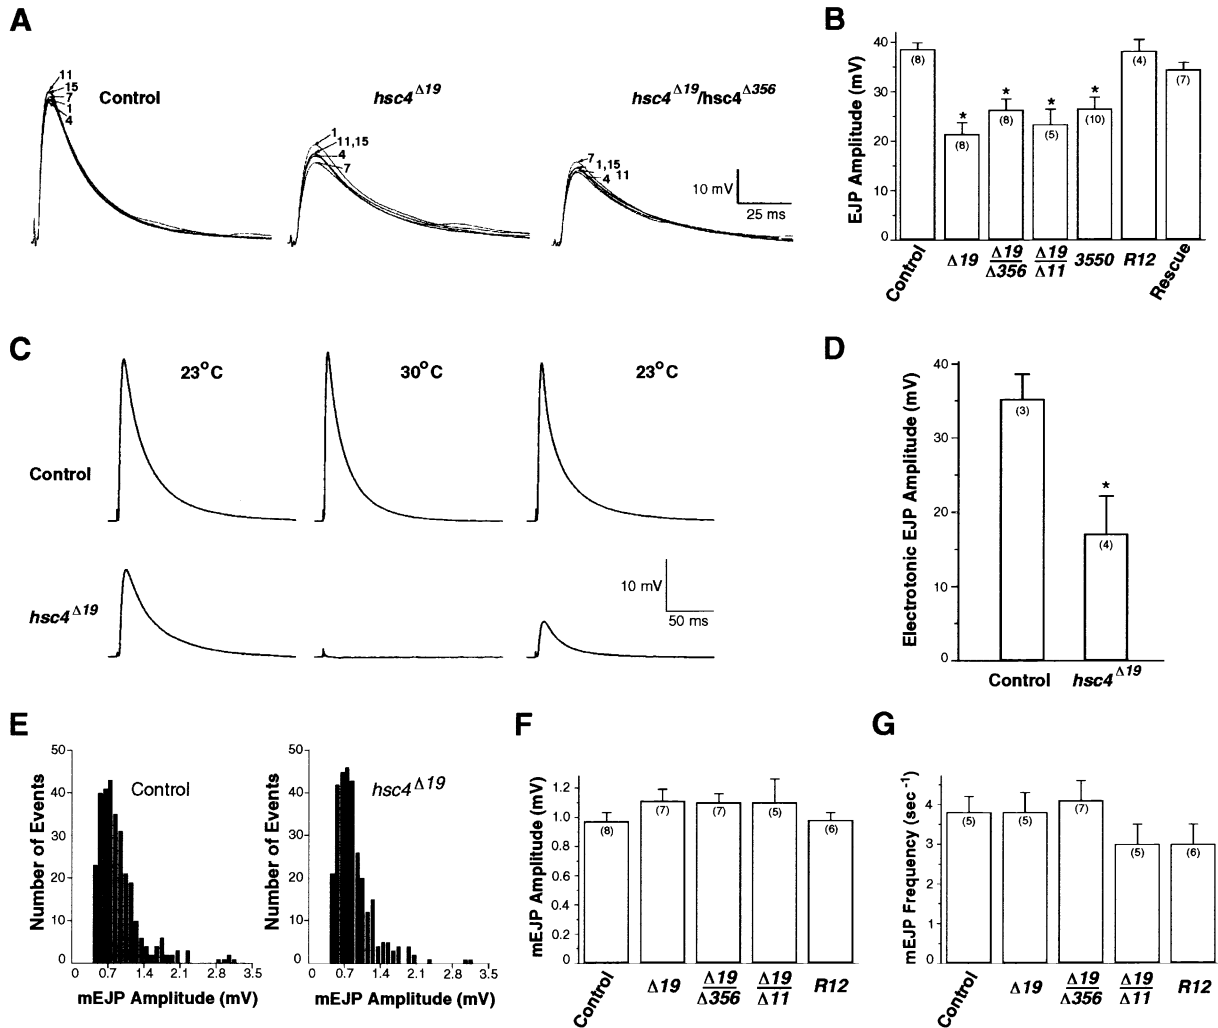 A
11
15
7
1
4
Control
hsc4 Δ19
1
11,15
4
7
hsc4Δ19/hsc4Δ356
7
1,15
4 11
10 mV
25 ms
B
EJP Amplitude (mV)
40
30
20
10
0
(8)
*
(8)
*
(8)
*
(5)
*
(10)
(4)
(7)
Control
Δ19
Δ19
Δ356
Δ19
Δ11
3550
R12
Rescue
C
23°C
30°C
23°C
Control
hsc4 Δ19
10 mV
50 ms
D
Electrotonic EJP Amplitude (mV)
40
30
20
10
0
(3)
*
(4)
Control
hsc4 Δ19
E
Number of Events
50
40
30
20
10
0
Control
0.7
1.4
2.1
2.8
3.5
mEJP Amplitude (mV)
Number of Events
50
40
30
20
10
0
hsc4 Δ19
0.7
1.4
2.1
2.8
3.5
mEJP Amplitude (mV)
F
mEJP Amplitude (mV)
1.2
1.0
0.8
0.6
0.4
0.2
0
(8)
(7)
(7)
(5)
(6)
Control
Δ19
Δ19
Δ356
Δ19
Δ11
R12
G
mEJP Frequency (sec -1)
4
3
2
1
0
(5)
(5)
(7)
(5)
(6)
Control
Δ19
Δ19
Δ356
Δ19
Δ11
R12